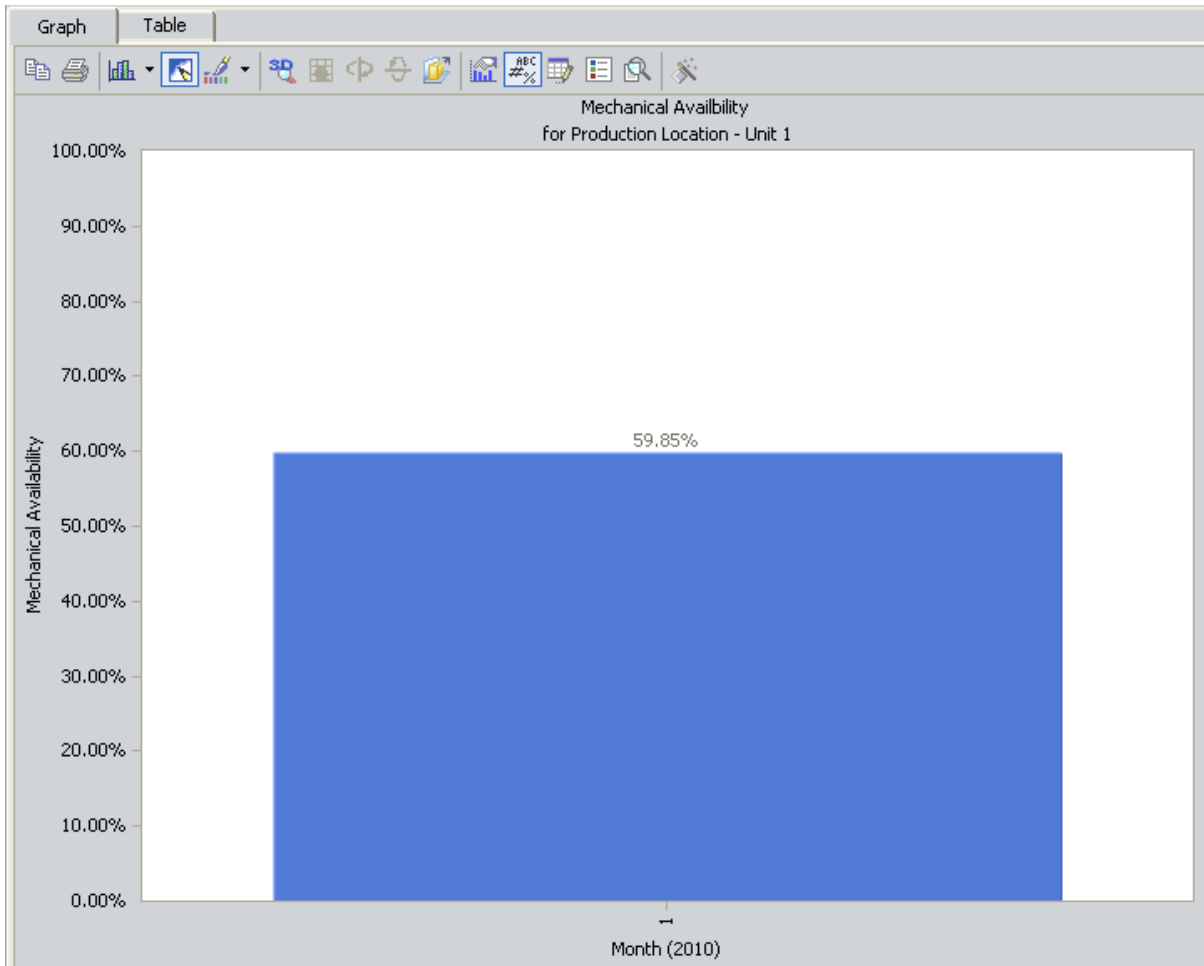 Graph
Table
3D
ABC
#%
Mechanical Availbility
for Production Location - Unit 1
100.00%
90.00%
80.00%
70.00%
60.00%
50.00%
40.00%
30.00%
20.00%
10.00%
0.00%
Mechanical Availability
59.85%
1
Month (2010)